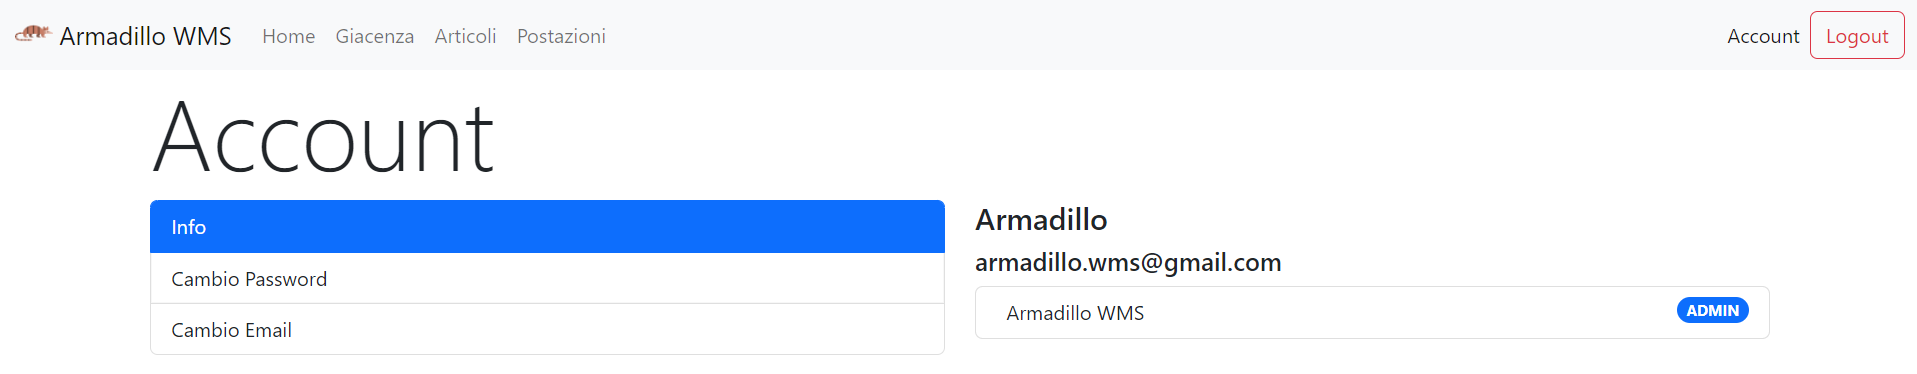 Armadillo WMS Home Giacenza Articoli Postazioni Account Logout
Account
Info
Cambio Password
Cambio Email
Armadillo
armadillo.wms@gmail.com
Armadillo WMS ADMIN